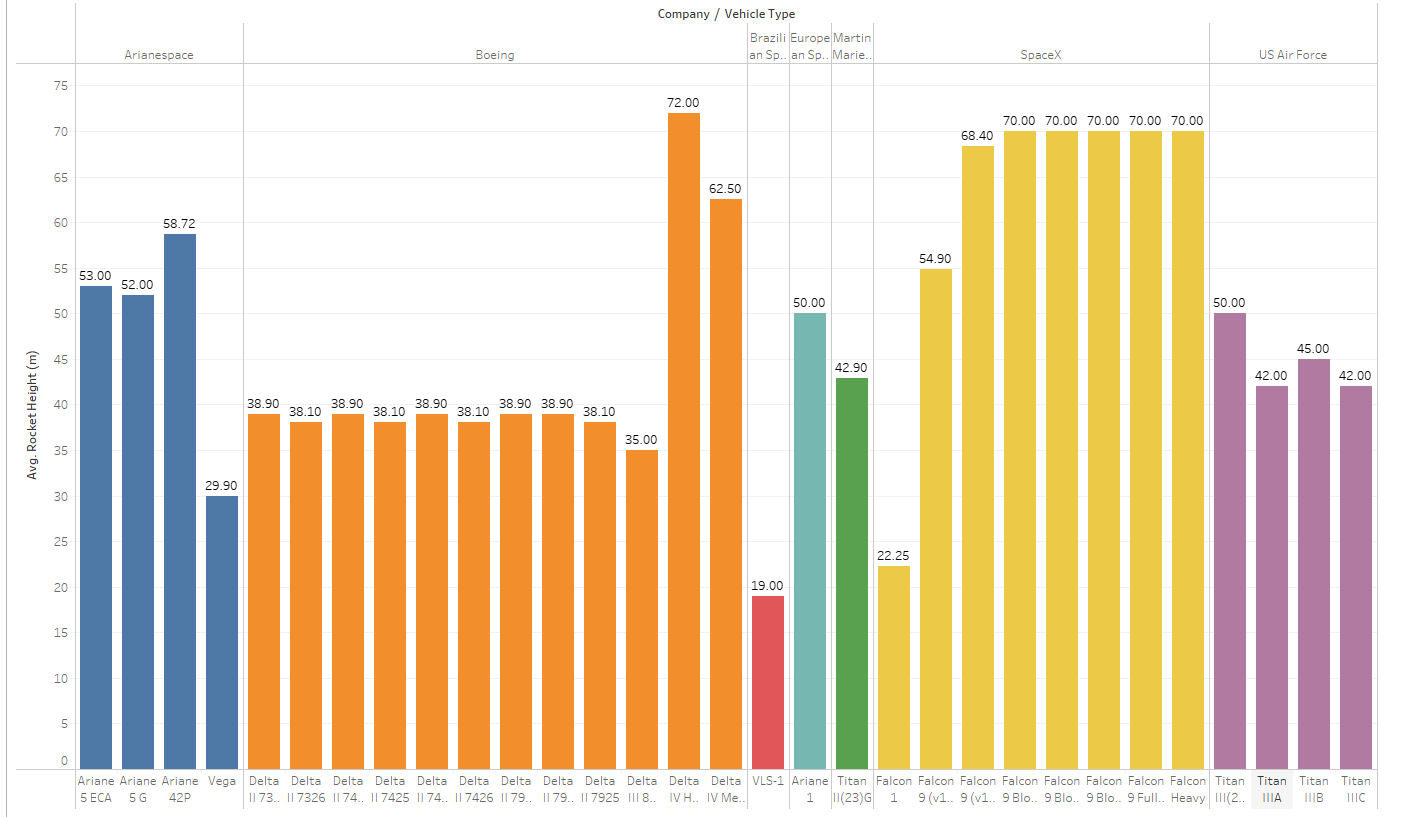 Company / Vehicle Type
Arianespace
Boeing
Brazili
an Sp..
Europe
an Sp..
Martin
Marie..
SpaceX
US Air Force
Avg. Rocket Height (m)
75
70
65
60
55
50
45
40
35
30
25
20
15
10
5
0
53.00
52.00
58.72
29.90
38.90
38.10
38.90
38.10
38.90
38.10
38.90
38.90
38.10
35.00
72.00
62.50
19.00
50.00
42.90
22.25
54.90
68.40
70.00
70.00
70.00
70.00
70.00
50.00
42.00
45.00
42.00
Ariane
5 ECA
Ariane
5 G
Ariane
42P
Vega
Delta
II 73..
Delta
II 7326
Delta
II 74..
Delta
II 7425
Delta
II 74..
Delta
II 7426
Delta
II 79..
Delta
II 79..
Delta
II 7925
Delta
III 8..
Delta
IV H..
Delta
IV Me..
VLS-1
Ariane
1
Titan
II(23)G
Falcon
1
Falcon
9 (v1..
Falcon
9 (v1..
Falcon
9 Blo..
Falcon
9 Blo..
Falcon
9 Blo..
Falcon
9 Full..
Falcon
Heavy
Titan
III(2..
Titan
IIIA
Titan
IIIB
Titan
IIIC